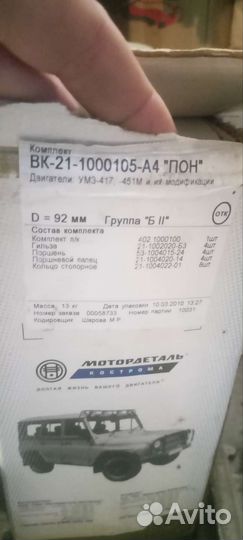 Комплект
ВК-21-1000105-А4 "ПОН"
Двигатели: УМЗ-417, -451М и их модификации
D = 92 мм Группа "Б II"
ОТК
Состав комплекта
Комплект п/к 402.1000100 1шт
Гильза 21-1002020-Б3 4шт
Поршень 53-1004015-24 4шт
Поршневой палец 21-1004020-14 4шт
Кольцо стопорное 21-1004022-01 8шт
Масса: 13 кг Дата упаковки 10.03.2010 13:27
Номер заказа 00058733 Номер партии 10031
Кодировщик Шарова М.Р.
МОТОРДЕТАЛЬ
КОСТРОМА
ДОЛГАЯ ЖИЗНЬ ВАШЕГО ДВИГАТЕЛЯ
Avito